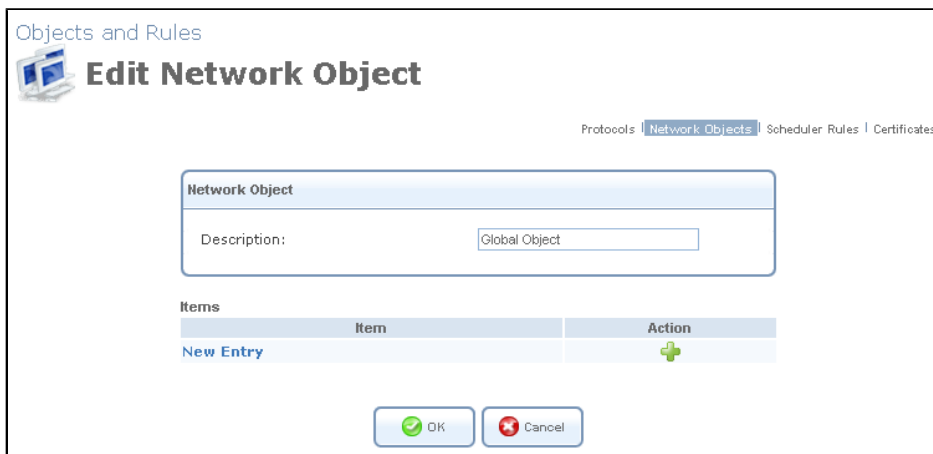 Objects and Rules
Edit Network Object
Protocols | Network Objects | Scheduler Rules | Certificates
Network Object
Description: Global Object
Items
Item Action
New Entry
OK Cancel